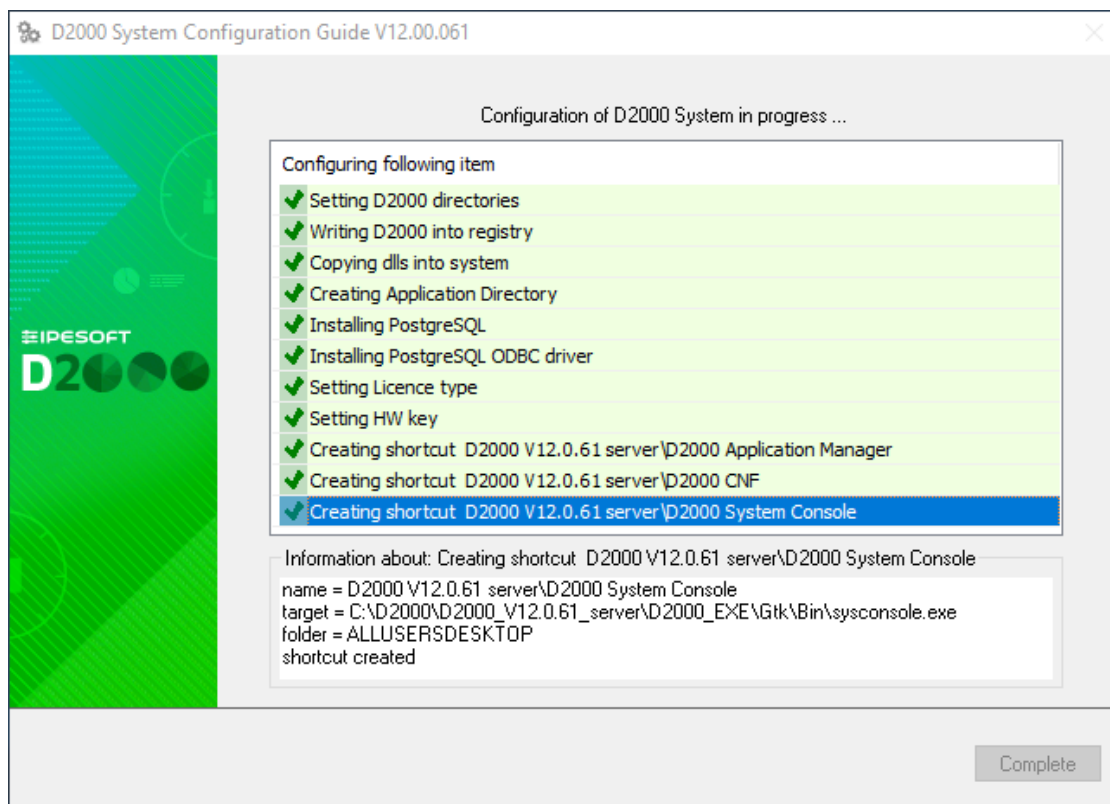 D2000 System Configuration Guide V12.00.061
Configuration of D2000 System in progress ...
Configuring following item
Setting D2000 directories
Writing D2000 into registry
Copying dlls into system
Creating Application Directory
Installing PostgreSQL
Installing PostgreSQL ODBC driver
Setting Licence type
Setting HW key
Creating shortcut  D2000 V12.0.61 server\D2000 Application Manager
Creating shortcut  D2000 V12.0.61 server\D2000 CNF
Creating shortcut  D2000 V12.0.61 server\D2000 System Console
IPESOFT
D2000
Information about: Creating shortcut  D2000 V12.0.61 server\D2000 System Console
name = D2000 V12.0.61 server\D2000 System Console
target = C:\D2000\D2000_V12.0.61_server\D2000_EXE\Gtk\Bin\sysconsole.exe
folder = ALLUSERSDESKTOP
shortcut created
Complete